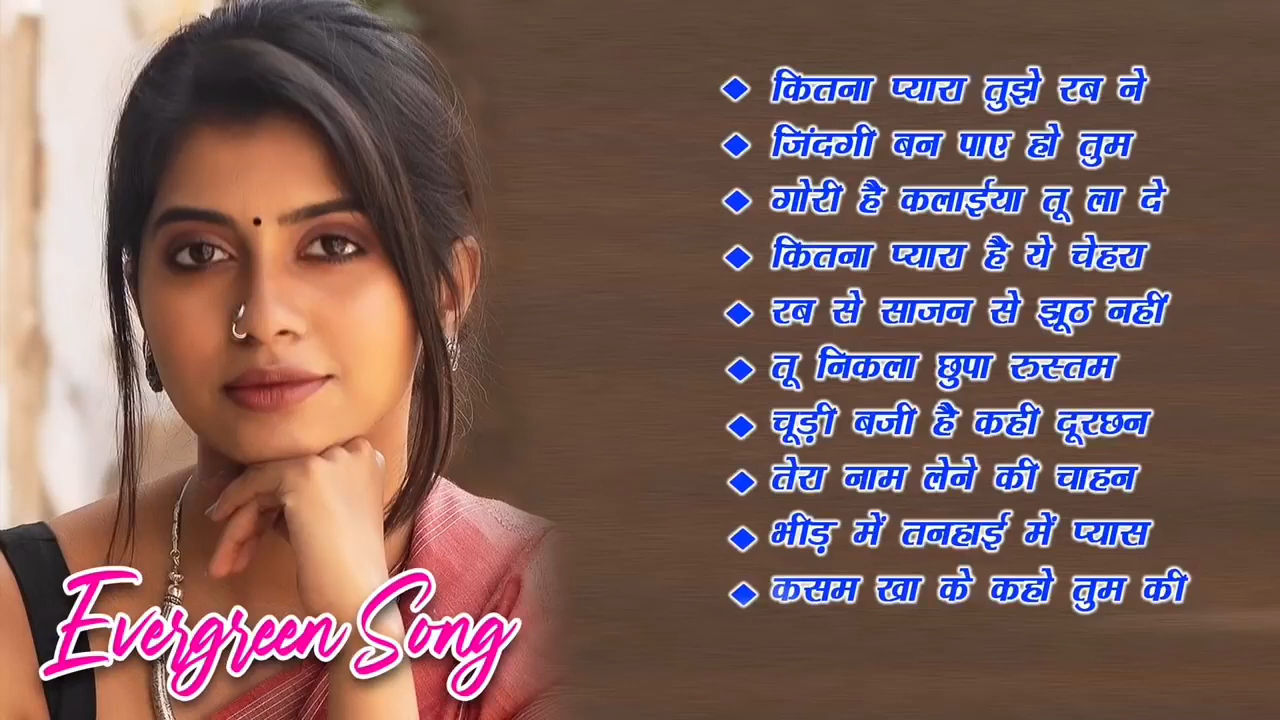 कितना प्यारा तुझे रब ने
जिंदगी बन पाए हो तुम
गोरी है कलाईया तू ला दे
कितना प्यारा है ये चेहरा
रब से साजन से झूठ नहीं
तू निकला छुपा रुस्तम
चूड़ी बजी है कही दूरछन
तेरा नाम लेने की चाहन
भीड़ में तनहाई में प्यास
कसम खा के कहो तुम की
Evergreen Song